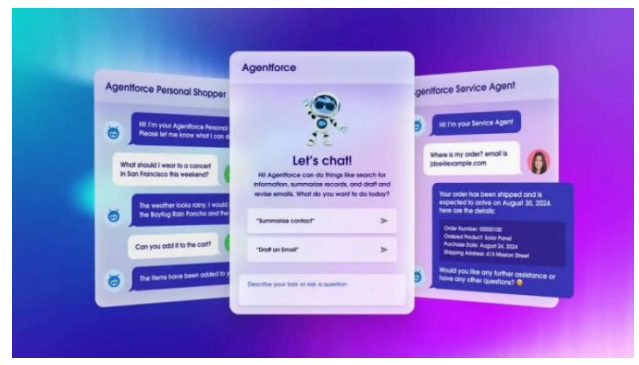 Agentforce Personal Shopper
Hi! I'm your Agentforce Personal
Please let me know what I can d
What should I wear to a concert
in San Francisco this weekend?
The weather looks rainy. I would
the Bayfog Rain Poncho and the
Can you add it to the cart?
The items have been added to y
Agentforce
Let's chat!
Hi! Agentforce can do things like search for
information, summarize records, and draft and
revise emails. What do you want to do today?
"Summarize contact"
"Draft an Email"
Describe your task or ask a question
gentforce Service Agent
Hi! I'm your Service Agent
Where is my order? email is
jdoe@example.com
Your order has been shipped and is
expected to arrive on August 30, 2024.
here are the details:
Order Number: 00000100
Ordered Product: Solar Panel
Purchase Date: August 24, 2024
Shipping Address: 415 Mission Street
Would you like any further assistance or
have any other questions?